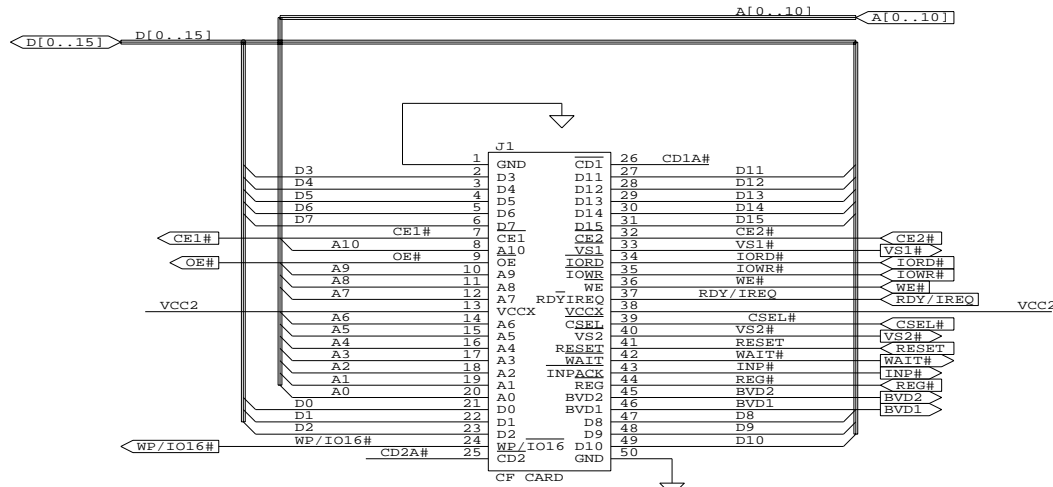 A[0..10] A[0..10]
D[0..15] D[0..15]
J1
1 GND CD1 26 CD1A#
D3 2 D3 D11 27 D11
D4 3 D4 D12 28 D12
D5 4 D5 D13 29 D13
D6 5 D6 D14 30 D14
D7 6 D7 D15 31 D15
CE1# CE1# 7 CE1 CE2 32 CE2# CE2#
A10 8 A10 VS1 33 VS1# VS1#
OE# OE# 9 OE IORD 34 IORD# IORD#
A9 10 A9 IOWR 35 IOWR# IOWR#
A8 11 A8 WE 36 WE# WE#
A7 12 A7 RDYIREQ 37 RDY/IREQ RDY/IREQ
VCC2 13 VCCX VCCX 38 VCC2
A6 14 A6 CSEL 39 CSEL# CSEL#
A5 15 A5 VS2 40 VS2# VS2#
A4 16 A4 RESET 41 RESET RESET
A3 17 A3 WAIT 42 WAIT# WAIT#
A2 18 A2 INPACK 43 INP# INP#
A1 19 A1 REG 44 REG# REG#
A0 20 A0 BVD2 45 BVD2 BVD2
D0 21 D0 BVD1 46 BVD1 BVD1
D1 22 D1 D8 47 D8
D2 23 D2 D9 48 D9
WP/IO16# WP/IO16# 24 WP/IO16 D10 49 D10
CD2A# 25 CD2 GND 50
CF CARD